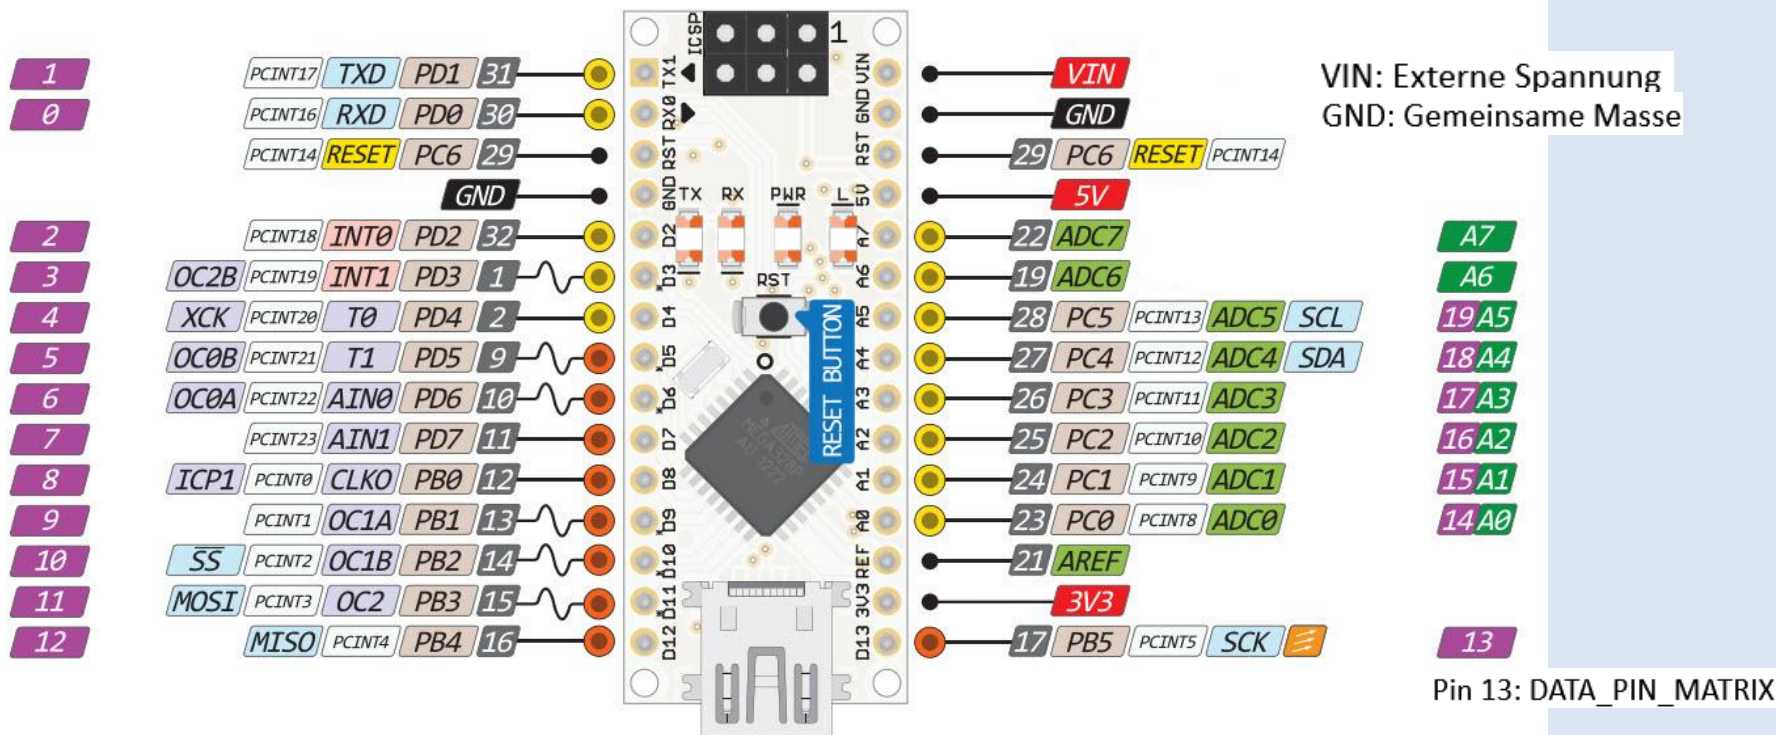 ICSP
1
1 PCINT17 TXD PD1 31 TX1 VIN VIN VIN: Externe Spannung
0 PCINT16 RXD PD0 30 RX0 GND GND GND: Gemeinsame Masse
PCINT14 RESET PC6 29 RST RST 29 PC6 RESET PCINT14
GND GND TX RX PWR L 5V 5V
2 PCINT18 INT0 PD2 32 D2 A7 22 ADC7 A7
3 OC2B PCINT19 INT1 PD3 1 *D3 RST A6 19 ADC6 A6
4 XCK PCINT20 T0 PD4 2 D4 A5 28 PC5 PCINT13 ADC5 SCL 19 A5
5 OC0B PCINT21 T1 PD5 9 *D5 A4 27 PC4 PCINT12 ADC4 SDA 18 A4
6 OC0A PCINT22 AIN0 PD6 10 *D6 RESET BUTTON A3 26 PC3 PCINT11 ADC3 17 A3
7 PCINT23 AIN1 PD7 11 D7 A2 25 PC2 PCINT10 ADC2 16 A2
8 ICP1 PCINT0 CLKO PB0 12 D8 A1 24 PC1 PCINT9 ADC1 15 A1
9 PCINT1 OC1A PB1 13 *D9 A0 23 PC0 PCINT8 ADC0 14 A0
10 SS PCINT2 OC1B PB2 14 *D10 REF 21 AREF
11 MOSI PCINT3 OC2 PB3 15 *D11 3V3 3V3
12 MISO PCINT4 PB4 16 D12 D13 17 PB5 PCINT5 SCK 13
Pin 13: DATA_PIN_MATRIX